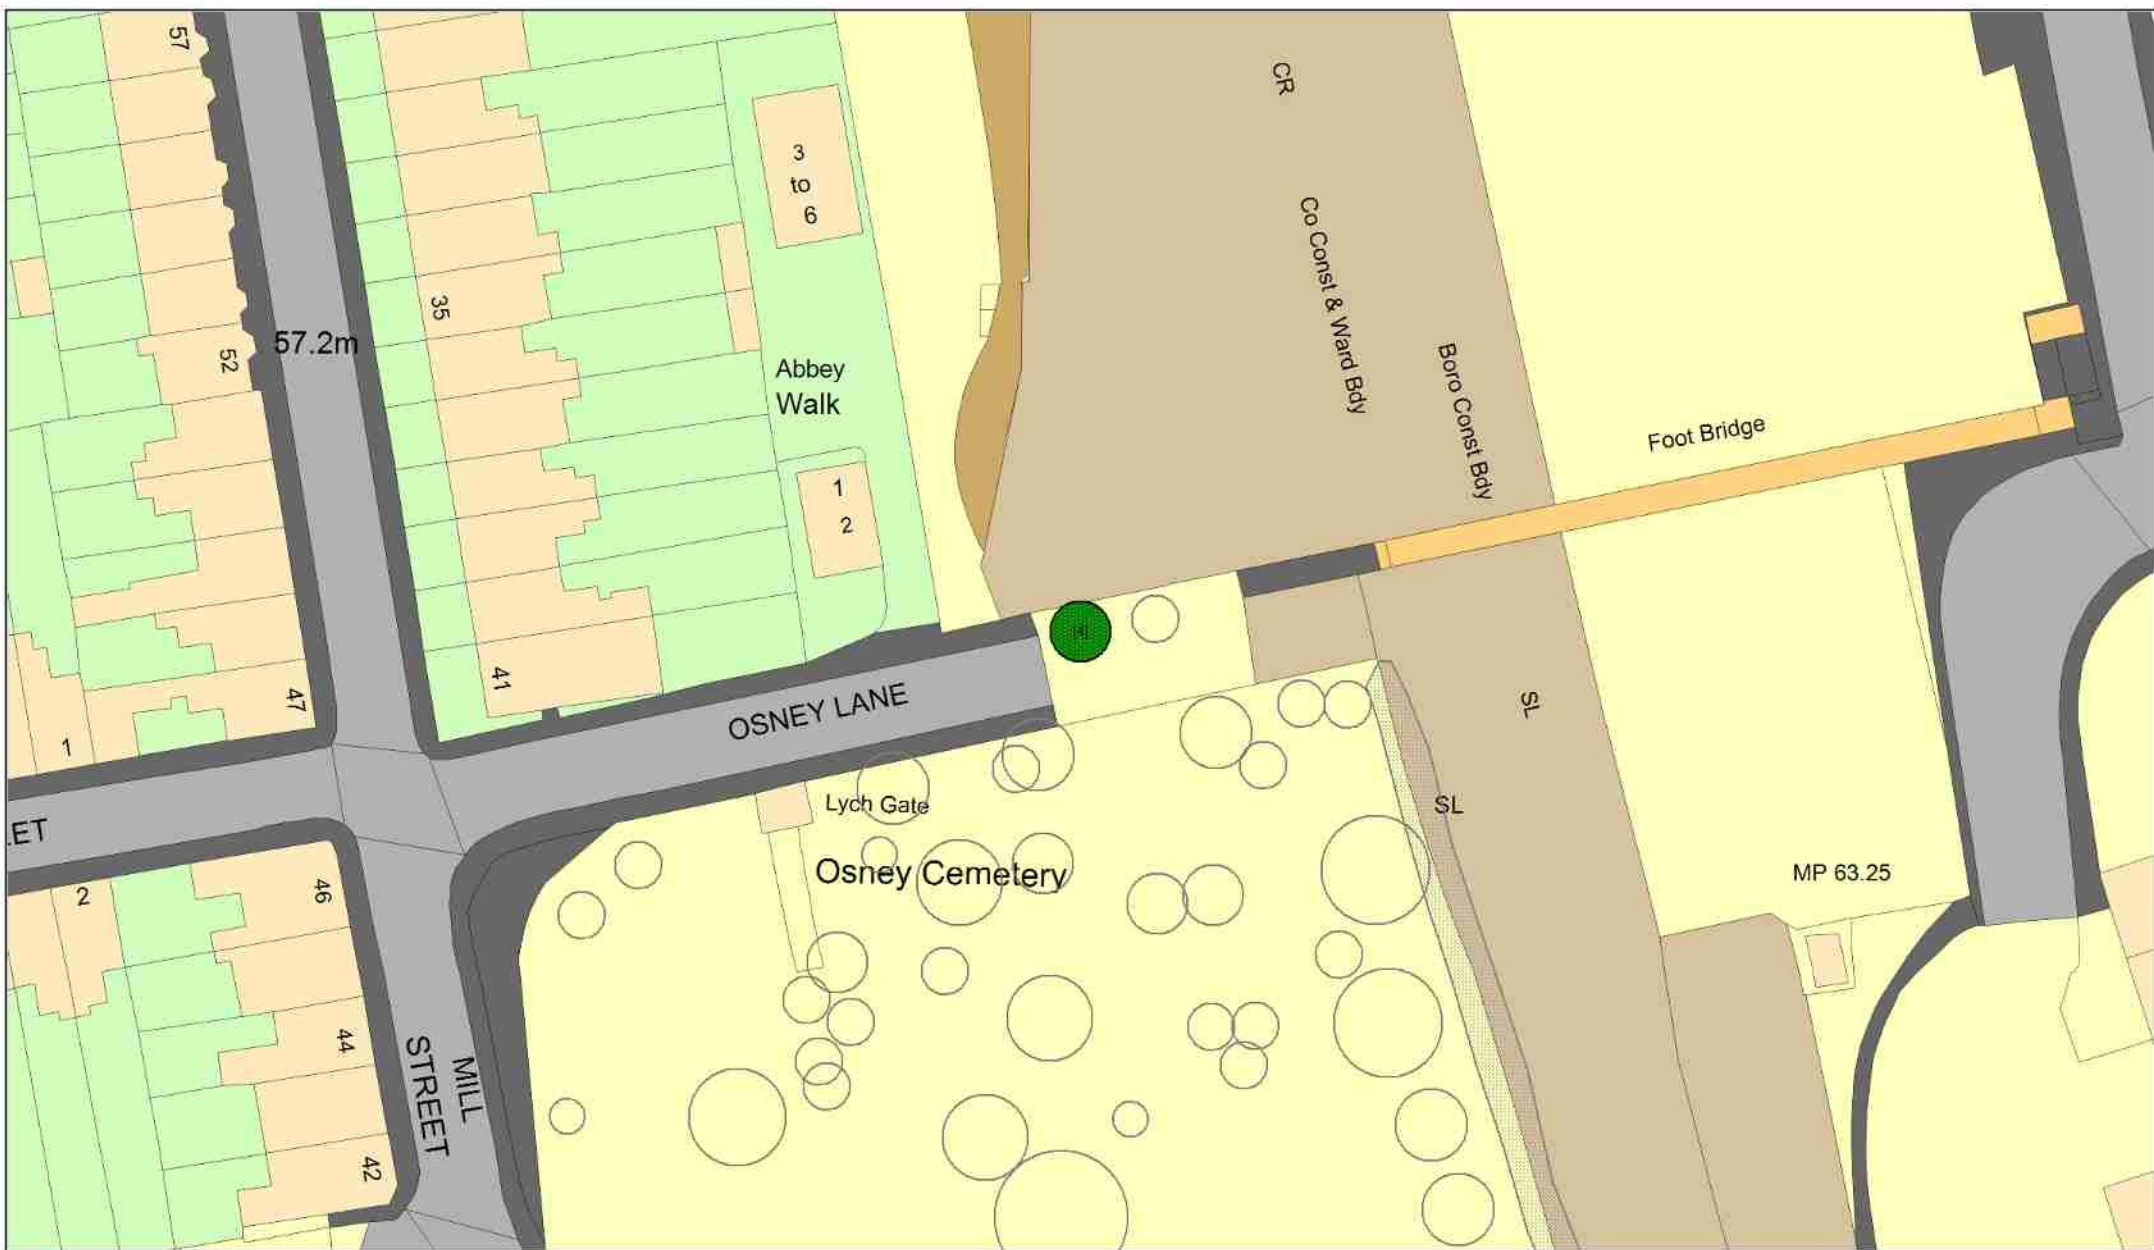 57
CR
3
to
6
Co Const & Ward Bdy
35
57.2m
52
Boro Const Bdy
Abbey
Walk
Foot Bridge
1
2
41
47
OSNEY LANE
SL
1
Lych Gate
SL
ET
Osney Cemetery
MP 63.25
2
46
44
MILL
STREET
42